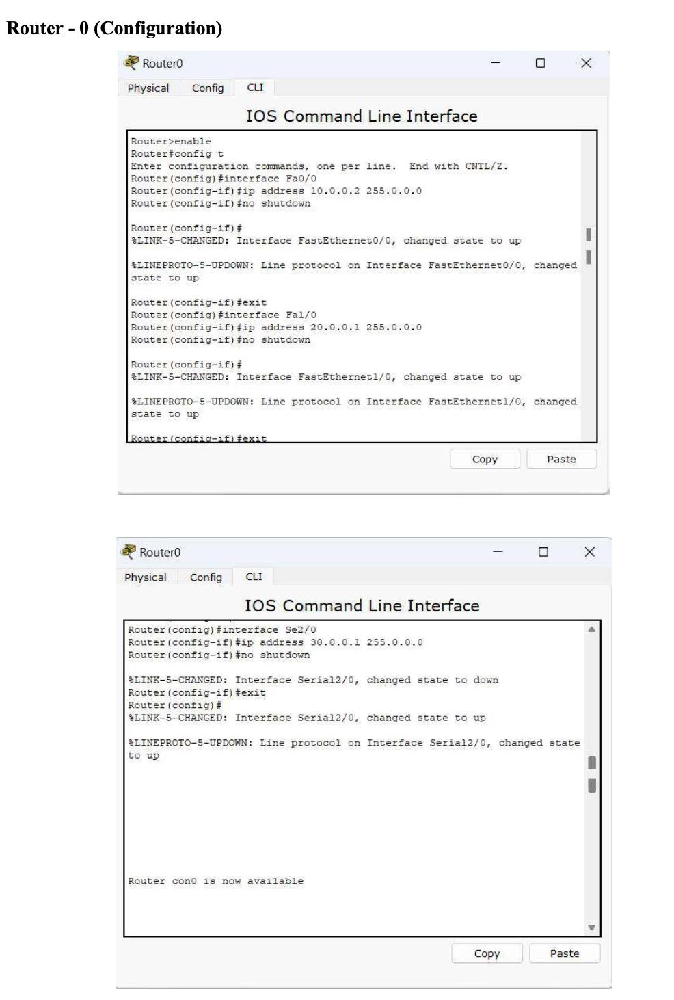 Router - 0 (Configuration)
Router0
Physical Config CLI
IOS Command Line Interface
Router>enable
Router#config t
Enter configuration commands, one per line.  End with CNTL/Z.
Router(config)#interface Fa0/0
Router(config-if)#ip address 10.0.0.2 255.0.0.0
Router(config-if)#no shutdown
Router(config-if)#
%LINK-5-CHANGED: Interface FastEthernet0/0, changed state to up
%LINEPROTO-5-UPDOWN: Line protocol on Interface FastEthernet0/0, changed
state to up
Router(config-if)#exit
Router(config)#interface Fa1/0
Router(config-if)#ip address 20.0.0.1 255.0.0.0
Router(config-if)#no shutdown
Router(config-if)#
%LINK-5-CHANGED: Interface FastEthernet1/0, changed state to up
%LINEPROTO-5-UPDOWN: Line protocol on Interface FastEthernet1/0, changed
state to up
Router(config-if)#exit
Copy Paste
Router0
Physical Config CLI
IOS Command Line Interface
Router(config)#interface Se2/0
Router(config-if)#ip address 30.0.0.1 255.0.0.0
Router(config-if)#no shutdown
%LINK-5-CHANGED: Interface Serial2/0, changed state to down
Router(config-if)#exit
Router(config)#
%LINK-5-CHANGED: Interface Serial2/0, changed state to up
%LINEPROTO-5-UPDOWN: Line protocol on Interface Serial2/0, changed state
to up
Router con0 is now available
Copy Paste